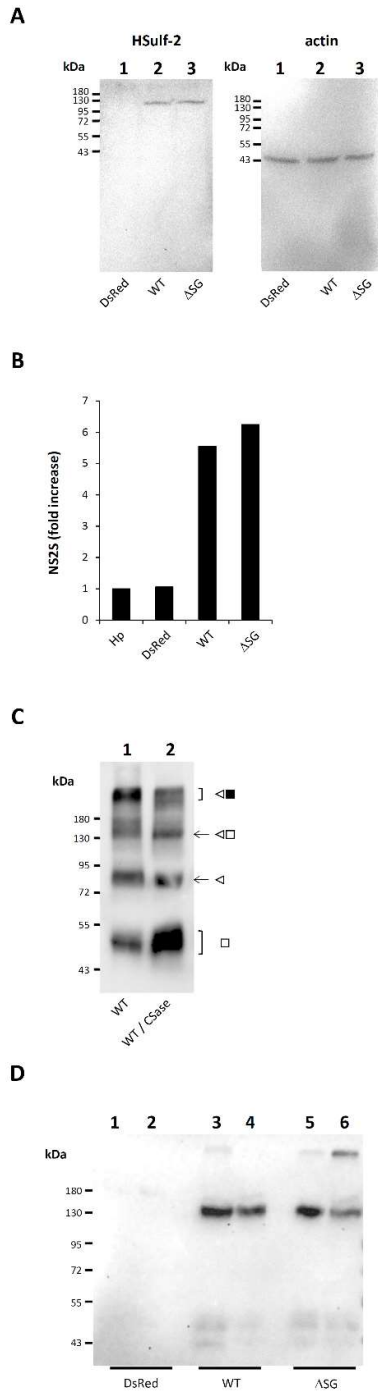 A
HSulf-2 actin
kDa 1 2 3 kDa 1 2 3
180
130
95
72
55
43
180
130
95
72
55
43
DsRed WT ΔSG DsRed WT ΔSG
B
NS2S (fold increase)
7
6
5
4
3
2
1
0
Hp DsRed WT ΔSG
C
1 2
kDa
180
130
95
72
55
43
WT WT / CSase
D
1 2 3 4 5 6
kDa
180
130
95
72
55
43
DsRed WT ΔSG